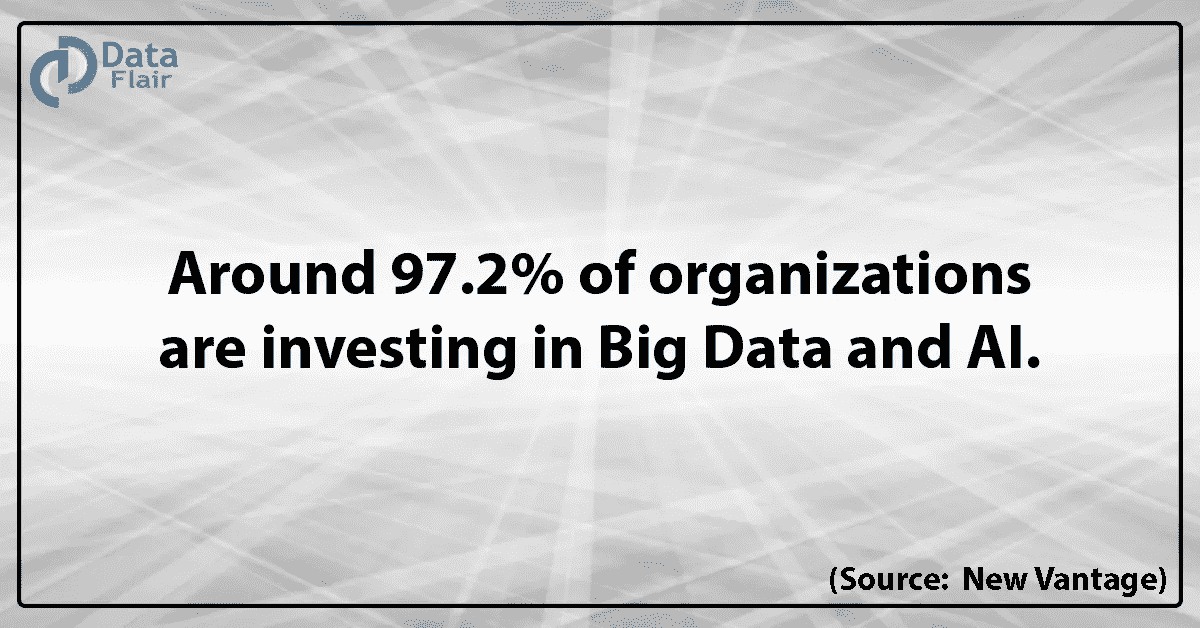 Data
Flair
Around 97.2% of organizations
are investing in Big Data and AI.
(Source: New Vantage)